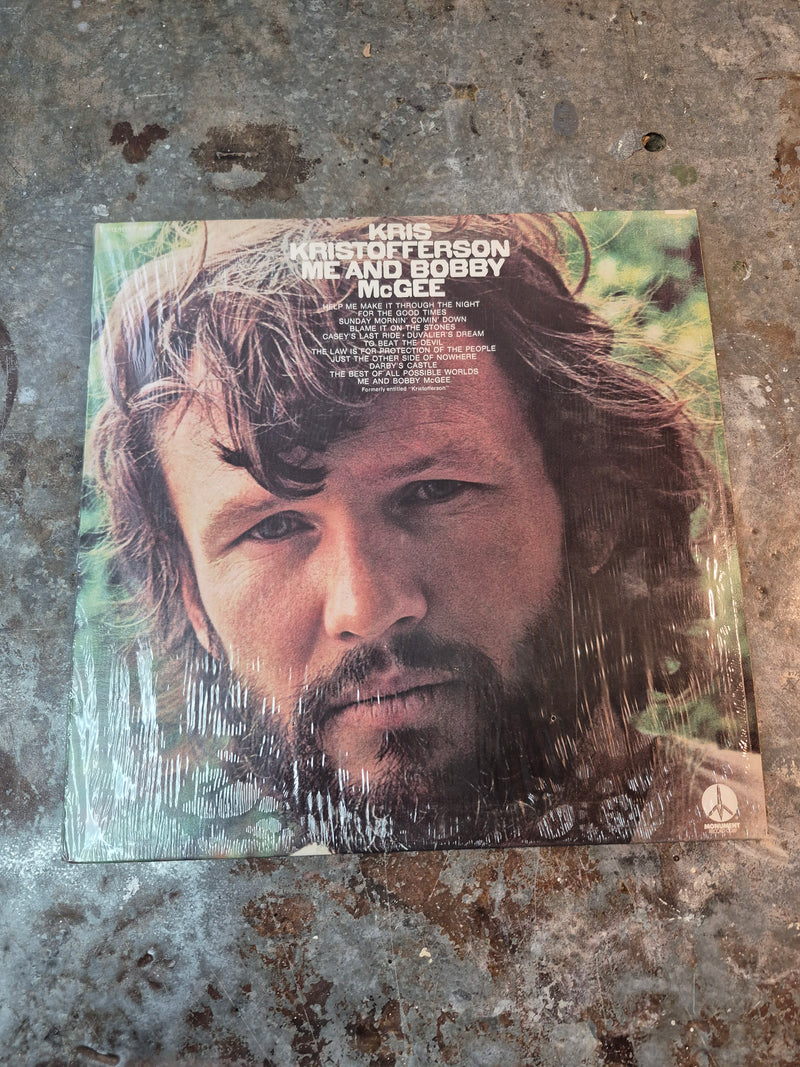 KRIS
KRISTOFFERSON
ME AND BOBBY
McGEE
HELP ME MAKE IT THROUGH THE NIGHT
FOR THE GOOD TIMES
SUNDAY MORNIN' COMIN' DOWN
BLAME IT ON THE STONES
CASEY'S LAST RIDE • DUVALIER'S DREAM
TO BEAT THE DEVIL
THE LAW IS FOR PROTECTION OF THE PEOPLE
JUST THE OTHER SIDE OF NOWHERE
DARBY'S CASTLE
THE BEST OF ALL POSSIBLE WORLDS
ME AND BOBBY McGEE
Formerly entitled "Kristofferson"
MONUMENT